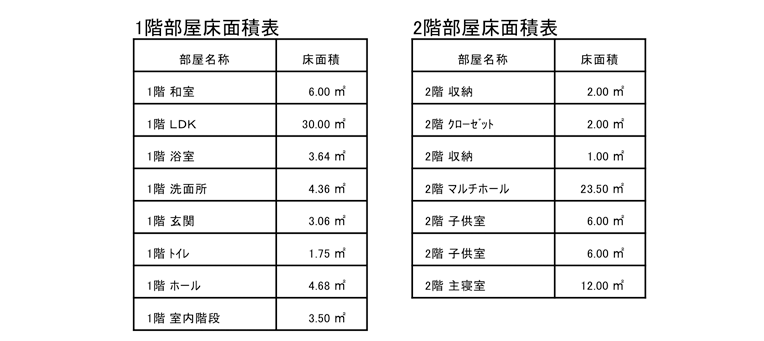 1階部屋床面積表
部屋名称 床面積
1階 和室 6.00 ㎡
1階 LDK 30.00 ㎡
1階 浴室 3.64 ㎡
1階 洗面所 4.36 ㎡
1階 玄関 3.06 ㎡
1階 ﾄｲﾚ 1.75 ㎡
1階 ホール 4.68 ㎡
1階 室内階段 3.50 ㎡
2階部屋床面積表
部屋名称 床面積
2階 収納 2.00 ㎡
2階 ｸﾛｰｾﾞｯﾄ 2.00 ㎡
2階 収納 1.00 ㎡
2階 マルチホール 23.50 ㎡
2階 子供室 6.00 ㎡
2階 子供室 6.00 ㎡
2階 主寝室 12.00 ㎡